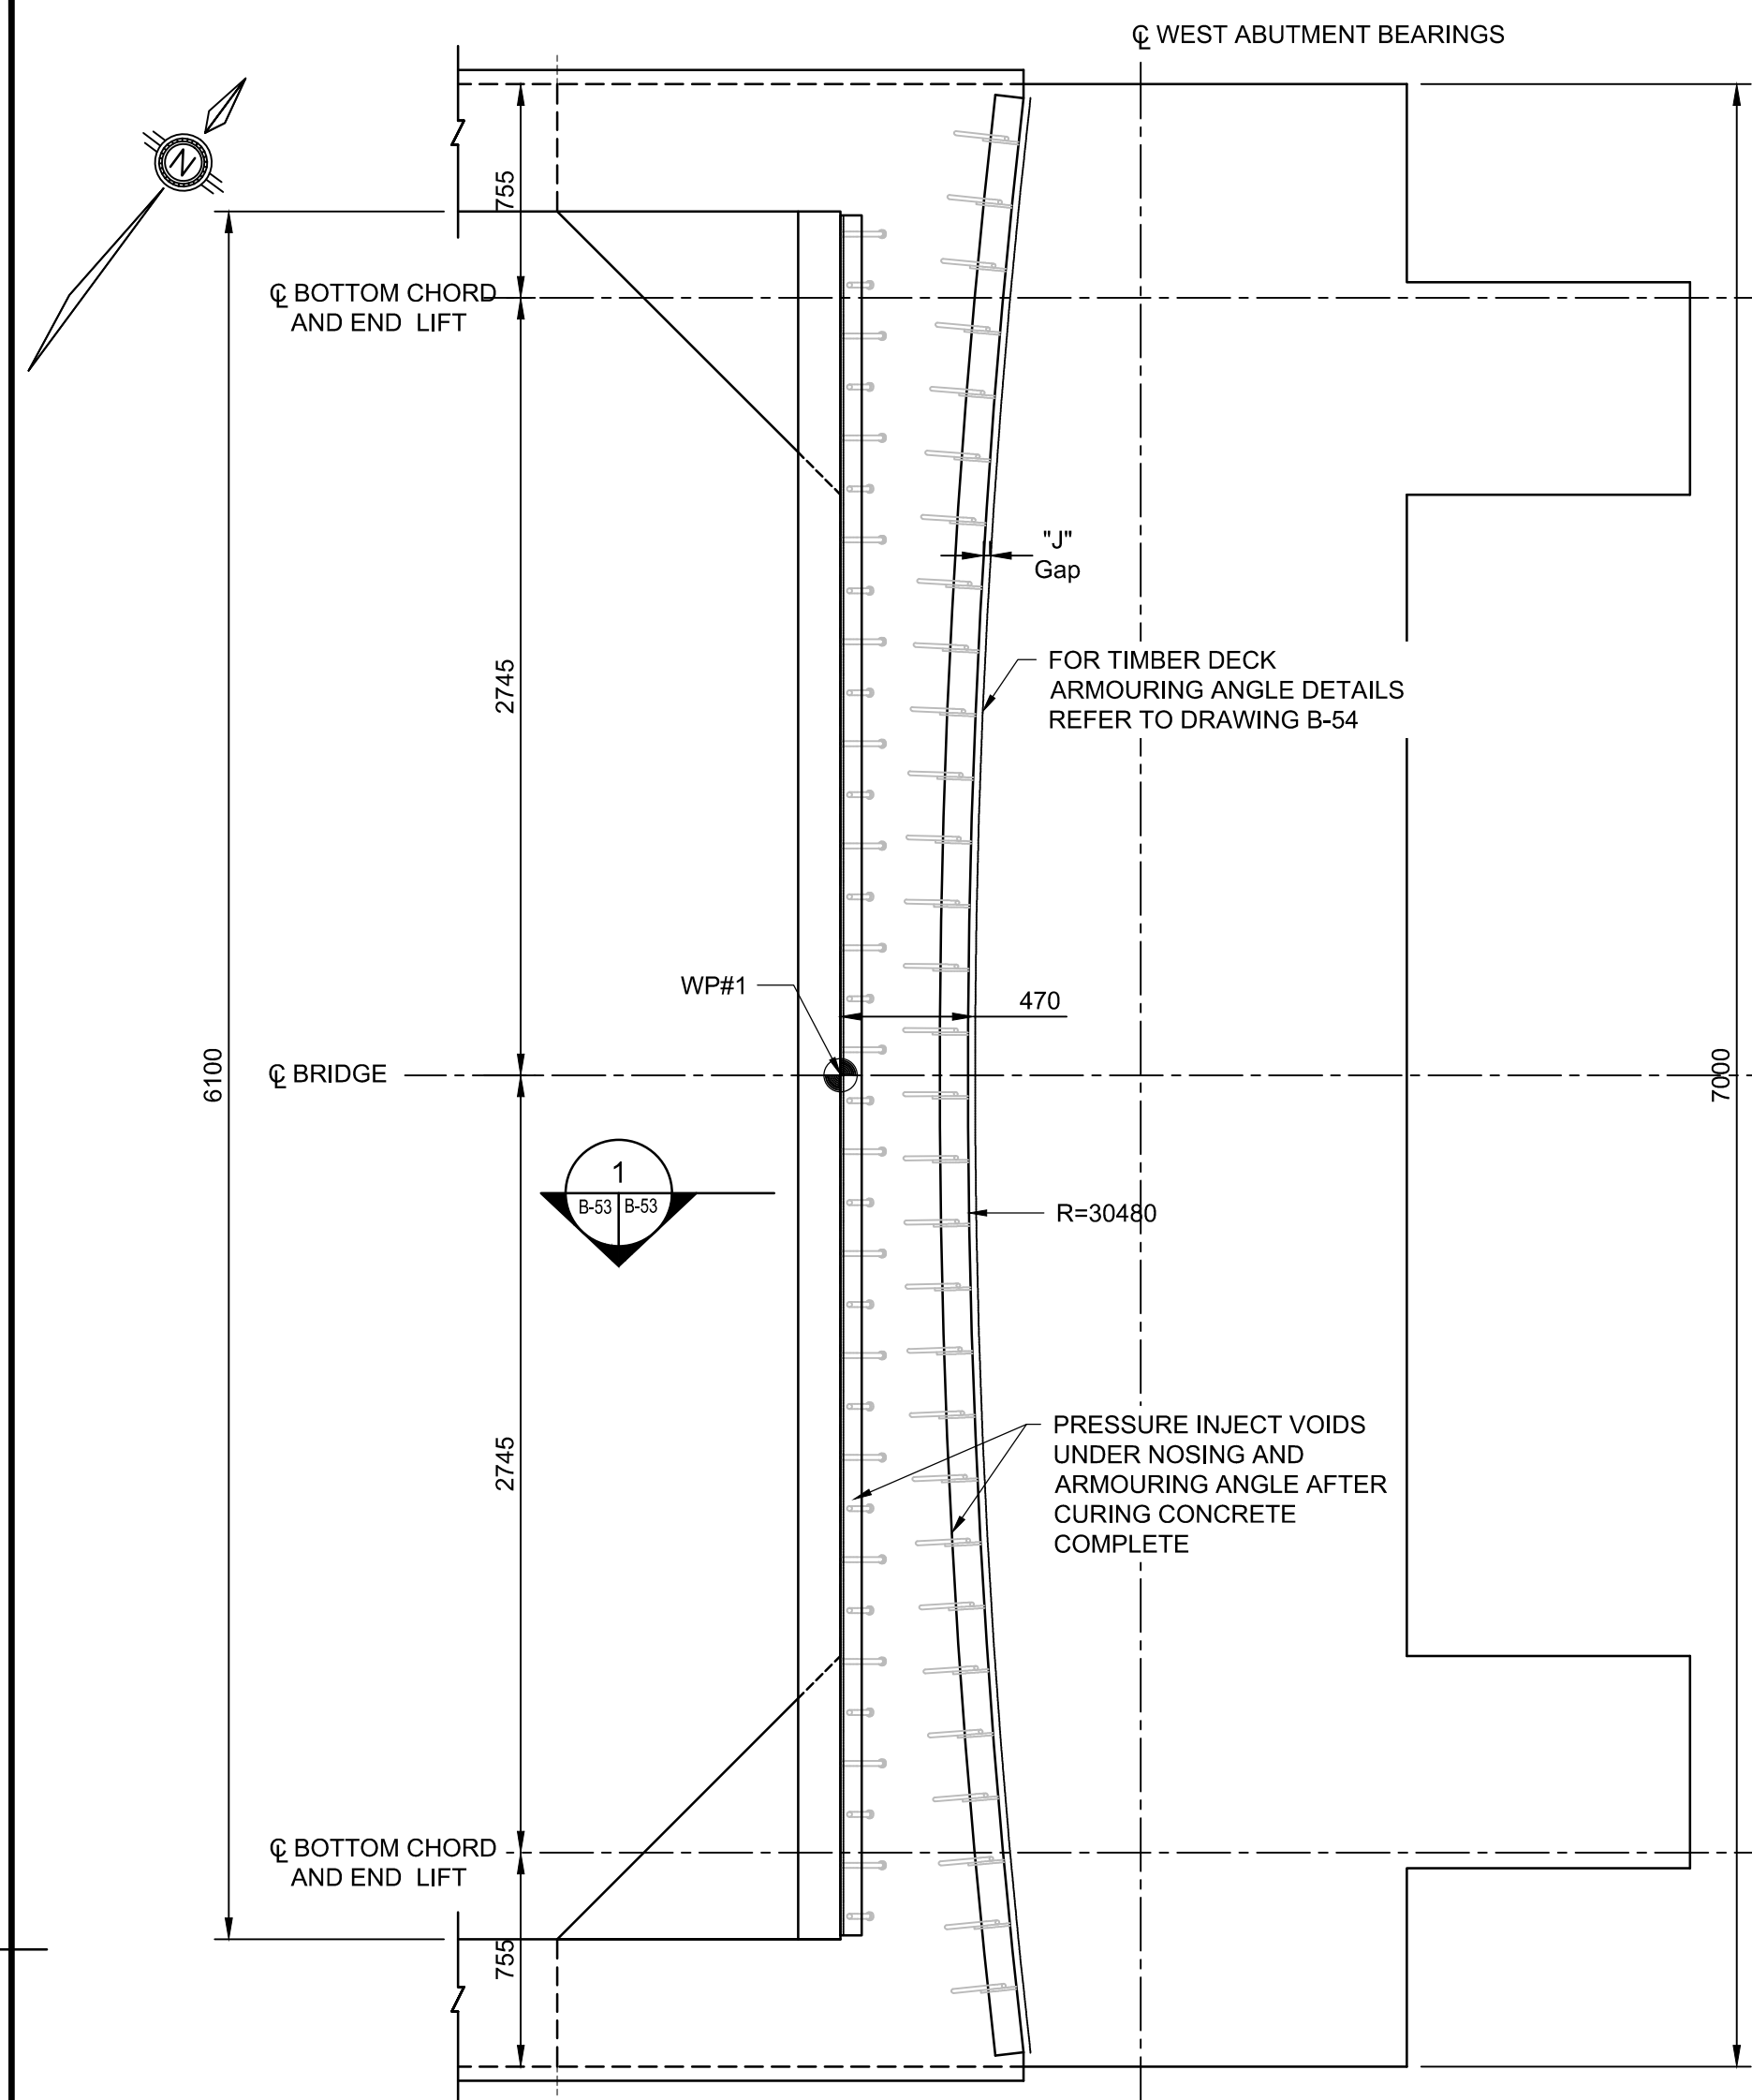 ℄ WEST ABUTMENT BEARINGS
N
755
℄ BOTTOM CHORD
AND END LIFT
"J"
Gap
2745
FOR TIMBER DECK
ARMOURING ANGLE DETAILS
REFER TO DRAWING B-54
WP#1
470
6100
℄ BRIDGE
7000
1
B-53 B-53
R=30480
2745
PRESSURE INJECT VOIDS
UNDER NOSING AND
ARMOURING ANGLE AFTER
CURING CONCRETE
COMPLETE
℄ BOTTOM CHORD
AND END LIFT
755